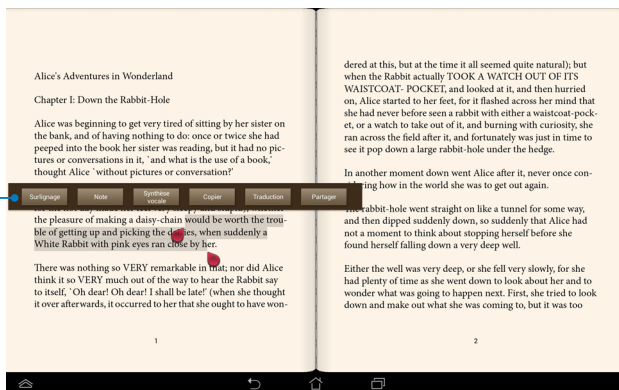 Alice's Adventures in Wonderland
Chapter I: Down the Rabbit-Hole
Alice was beginning to get very tired of sitting by her sister on
the bank, and of having nothing to do: once or twice she had
peeped into the book her sister was reading, but it had no pic-
tures or conversations in it, `and what is the use of a book,'
thought Alice `without pictures or conversation?'
Surlignage
Note
Synthèse
vocale
Copier
Traduction
Partager
the pleasure of making a daisy-chain would be worth the trou-
ble of getting up and picking the daisies, when suddenly a
White Rabbit with pink eyes ran close by her.
There was nothing so VERY remarkable in that; nor did Alice
think it so VERY much out of the way to hear the Rabbit say
to itself, `Oh dear! Oh dear! I shall be late!' (when she thought
it over afterwards, it occurred to her that she ought to have won-
1
dered at this, but at the time it all seemed quite natural); but
when the Rabbit actually TOOK A WATCH OUT OF ITS
WAISTCOAT- POCKET, and looked at it, and then hurried
on, Alice started to her feet, for it flashed across her mind that
she had never before seen a rabbit with either a waistcoat-pock-
et, or a watch to take out of it, and burning with curiosity, she
ran across the field after it, and fortunately was just in time to
see it pop down a large rabbit-hole under the hedge.
In another moment down went Alice after it, never once con-
sidering how in the world she was to get out again.
The rabbit-hole went straight on like a tunnel for some way,
and then dipped suddenly down, so suddenly that Alice had
not a moment to think about stopping herself before she
found herself falling down a very deep well.
Either the well was very deep, or she fell very slowly, for she
had plenty of time as she went down to look about her and to
wonder what was going to happen next. First, she tried to look
down and make out what she was coming to, but it was too
2